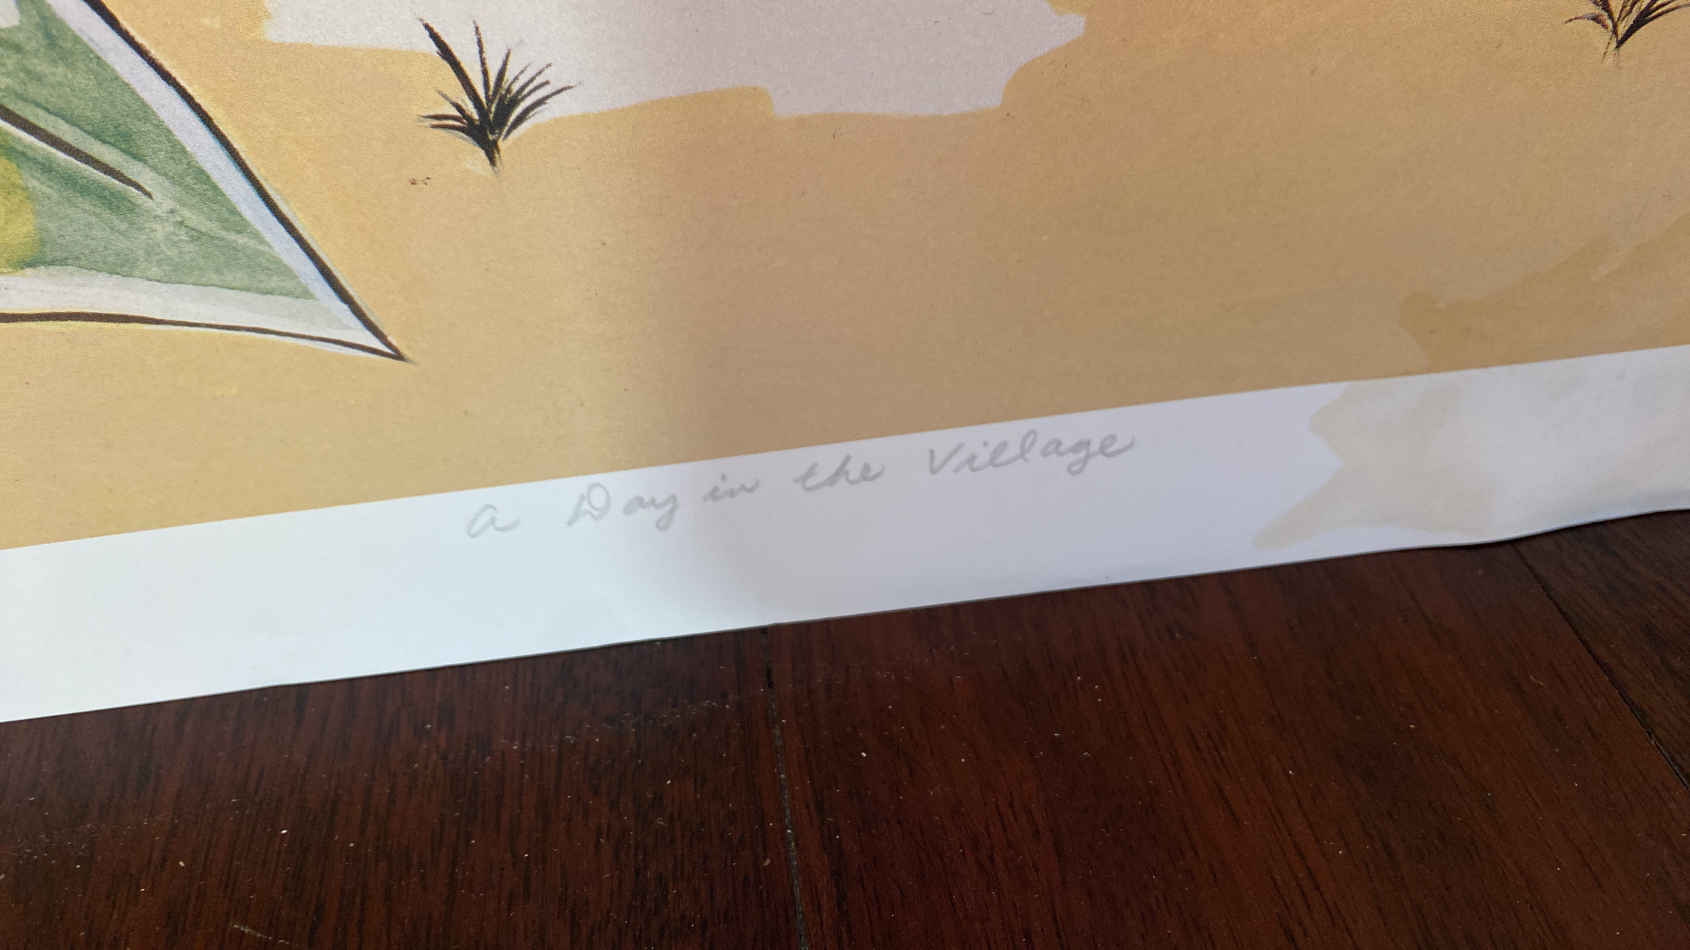 A Day in the Village